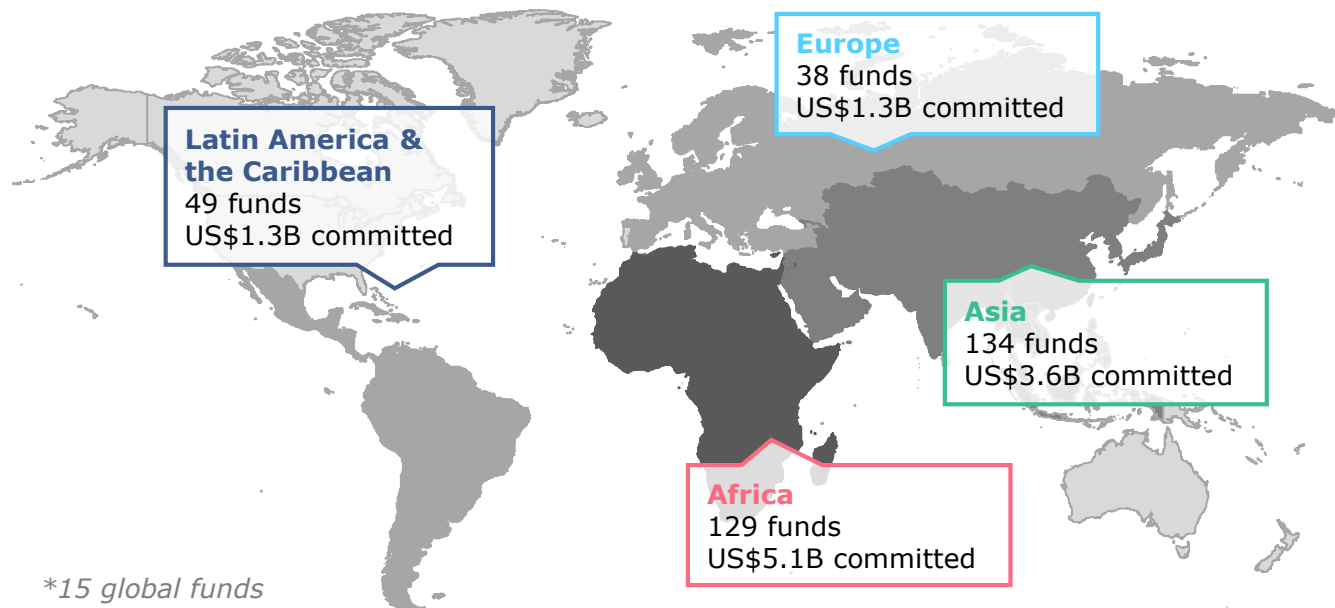 Europe
38 funds
US$1.3B committed
Latin America &
the Caribbean
49 funds
US$1.3B committed
Asia
134 funds
US$3.6B committed
Africa
129 funds
US$5.1B committed
*15 global funds